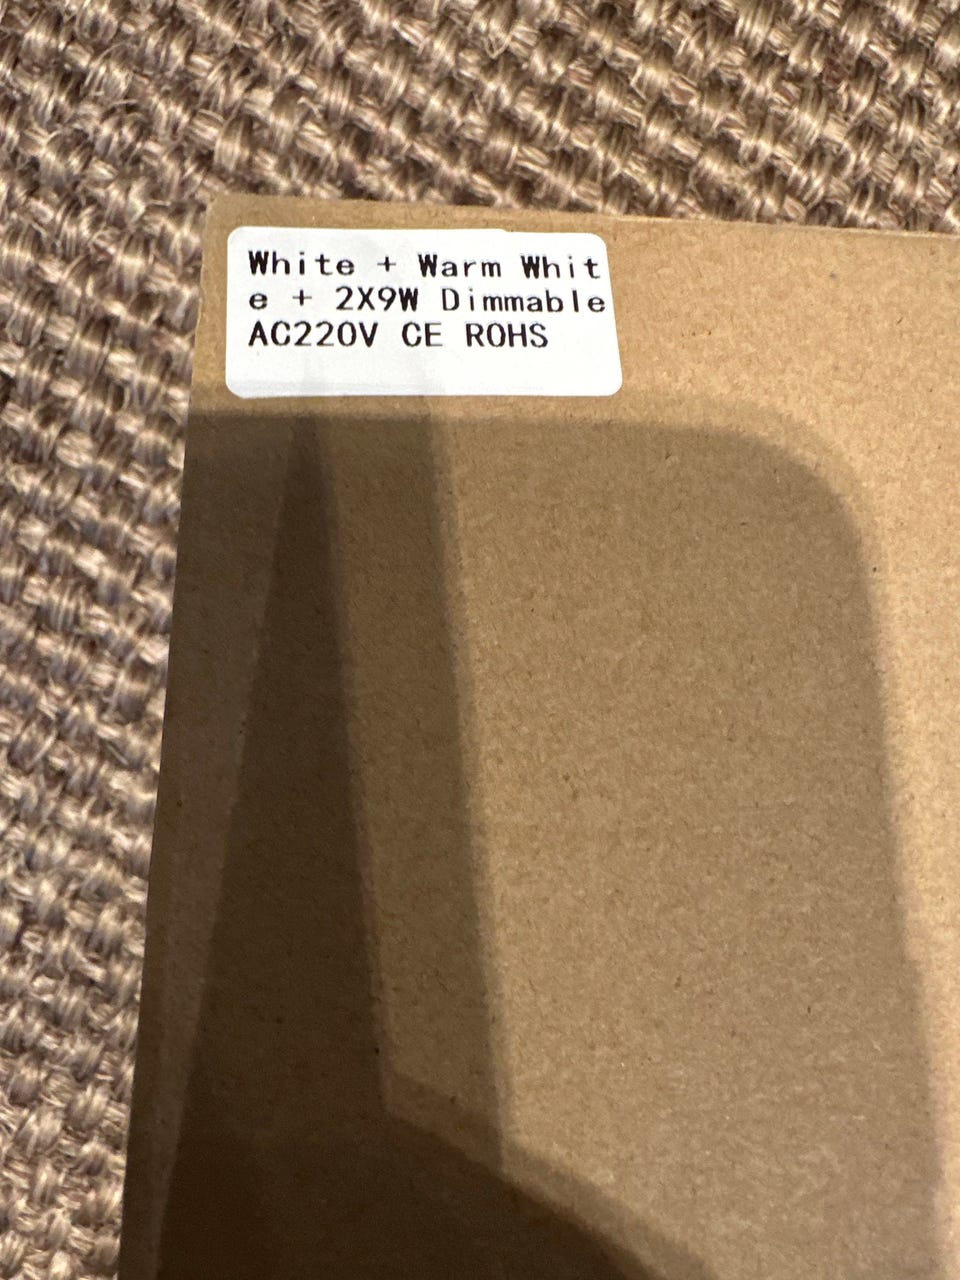 White + Warm Whit
e + 2X9W Dimmable
AC220V CE ROHS